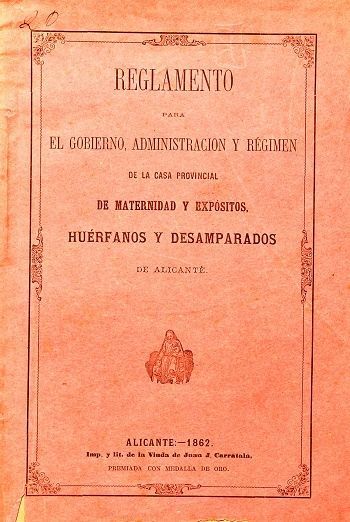 REGLAMENTO
PARA
EL GOBIERNO, ADMINISTRACION Y RÉGIMEN
DE LA CASA PROVINCIAL
DE MATERNIDAD Y EXPÓSITOS,
HUÉRFANOS Y DESAMPARADOS
DE ALICANTE.
ALICANTE:—1862.
Imp. y lit. de la Viuda de Juan J. Carratalá,
PREMIADA CON MEDALLA DE ORO.